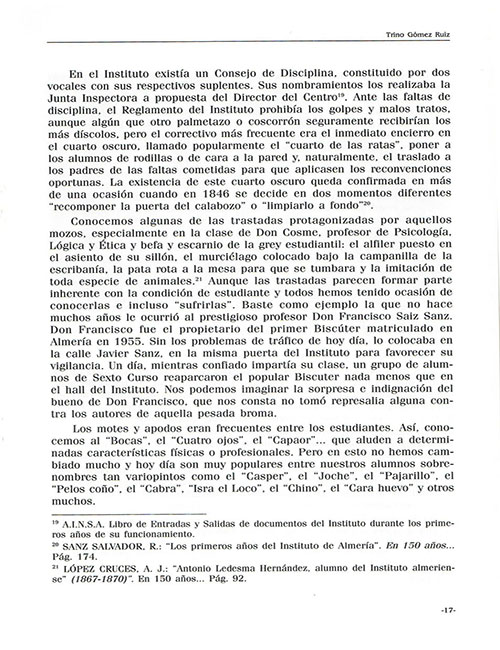 Trino Gómez Ruiz
En el Instituto existía un Consejo de Disciplina, constituido por dos
vocales con sus respectivos suplentes. Sus nombramientos los realizaba la
Junta Inspectora a propuesta del Director del Centro¹⁹. Ante las faltas de
disciplina, el Reglamento del Instituto prohibía los golpes y malos tratos,
aunque algún que otro palmetazo o coscorrón seguramente recibirían los
más díscolos, pero el correctivo más frecuente era el inmediato encierro en
el cuarto oscuro, llamado popularmente el "cuarto de las ratas", poner a
los alumnos de rodillas o de cara a la pared y, naturalmente, el traslado a
los padres de las faltas cometidas para que aplicasen los reconvenciones
oportunas. La existencia de este cuarto oscuro queda confirmada en más
de una ocasión cuando en 1846 se decide en dos momentos diferentes
"recomponer la puerta del calabozo" o "limpiarlo a fondo"²⁰.
Conocemos algunas de las trastadas protagonizadas por aquellos
mozos, especialmente en la clase de Don Cosme, profesor de Psicología,
Lógica y Ética y befa y escarnio de la grey estudiantil: el alfiler puesto en
el asiento de su sillón, el murciélago colocado bajo la campanilla de la
escribanía, la pata rota a la mesa para que se tumbara y la imitación de
toda especie de animales.²¹ Aunque las trastadas parecen formar parte
inherente con la condición de estudiante y todos hemos tenido ocasión de
conocerlas e incluso "sufrirlas". Baste como ejemplo la que no hace
muchos años le ocurrió al prestigioso profesor Don Francisco Saiz Sanz.
Don Francisco fue el propietario del primer Biscúter matriculado en
Almería en 1955. Sin los problemas de tráfico de hoy día, lo colocaba en
la calle Javier Sanz, en la misma puerta del Instituto para favorecer su
vigilancia. Un día, mientras confiado impartía su clase, un grupo de alum-
nos de Sexto Curso reaparcaron el popular Biscuter nada menos que en
el hall del Instituto. Nos podemos imaginar la sorpresa e indignación del
bueno de Don Francisco, que nos consta no tomó represalia alguna con-
tra los autores de aquella pesada broma.
Los motes y apodos eran frecuentes entre los estudiantes. Así, cono-
cemos al "Bocas", el "Cuatro ojos", el "Capaor"... que aluden a determi-
nadas características físicas o profesionales. Pero en esto no hemos cam-
biado mucho y hoy día son muy populares entre nuestros alumnos sobre-
nombres tan variopintos como el "Casper", el "Joche", el "Pajarillo", el
"Pelos coño", el "Cabra", "Isra el Loco", el "Chino", el "Cara huevo" y otros
muchos.
¹⁹ A.I.N.S.A. Libro de Entradas y Salidas de documentos del Instituto durante los prime-
ros años de su funcionamiento.
²⁰ SANZ SALVADOR, R.: "Los primeros años del Instituto de Almería". En 150 años...
Pág. 174.
²¹ LÓPEZ CRUCES, A. J.: "Antonio Ledesma Hernández, alumno del Instituto almerien-
se" (1867-1870)". En 150 años... Pág. 92.
-17-